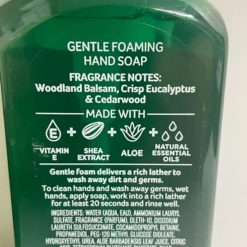 GENTLE FOAMING
HAND SOAP
FRAGRANCE NOTES:
Woodland Balsam, Crisp Eucalyptus
& Cedarwood
MADE WITH
E + + +
VITAMIN E SHEA EXTRACT ALOE NATURAL ESSENTIAL OILS
Gentle foam delivers a rich lather to
wash away dirt and germs.
To clean hands and wash away germs, wet
hands, apply soap, work into a rich lather
for at least 20 seconds and rinse well.
INGREDIENTS: WATER (AQUA, EAU), AMMONIUM LAURYL
SULFATE, FRAGRANCE (PARFUM), OLETH-10, DISODIUM
LAURETH SULFOSUCCINATE, COCAMIDOPROPYL BETAINE,
PROPANEDIOL, PEG-120 METHYL GLUCOSE DIOLEATE,
HYDROXYETHYL UREA, ALOE BARBADENSIS LEAF JUICE, CITRIC